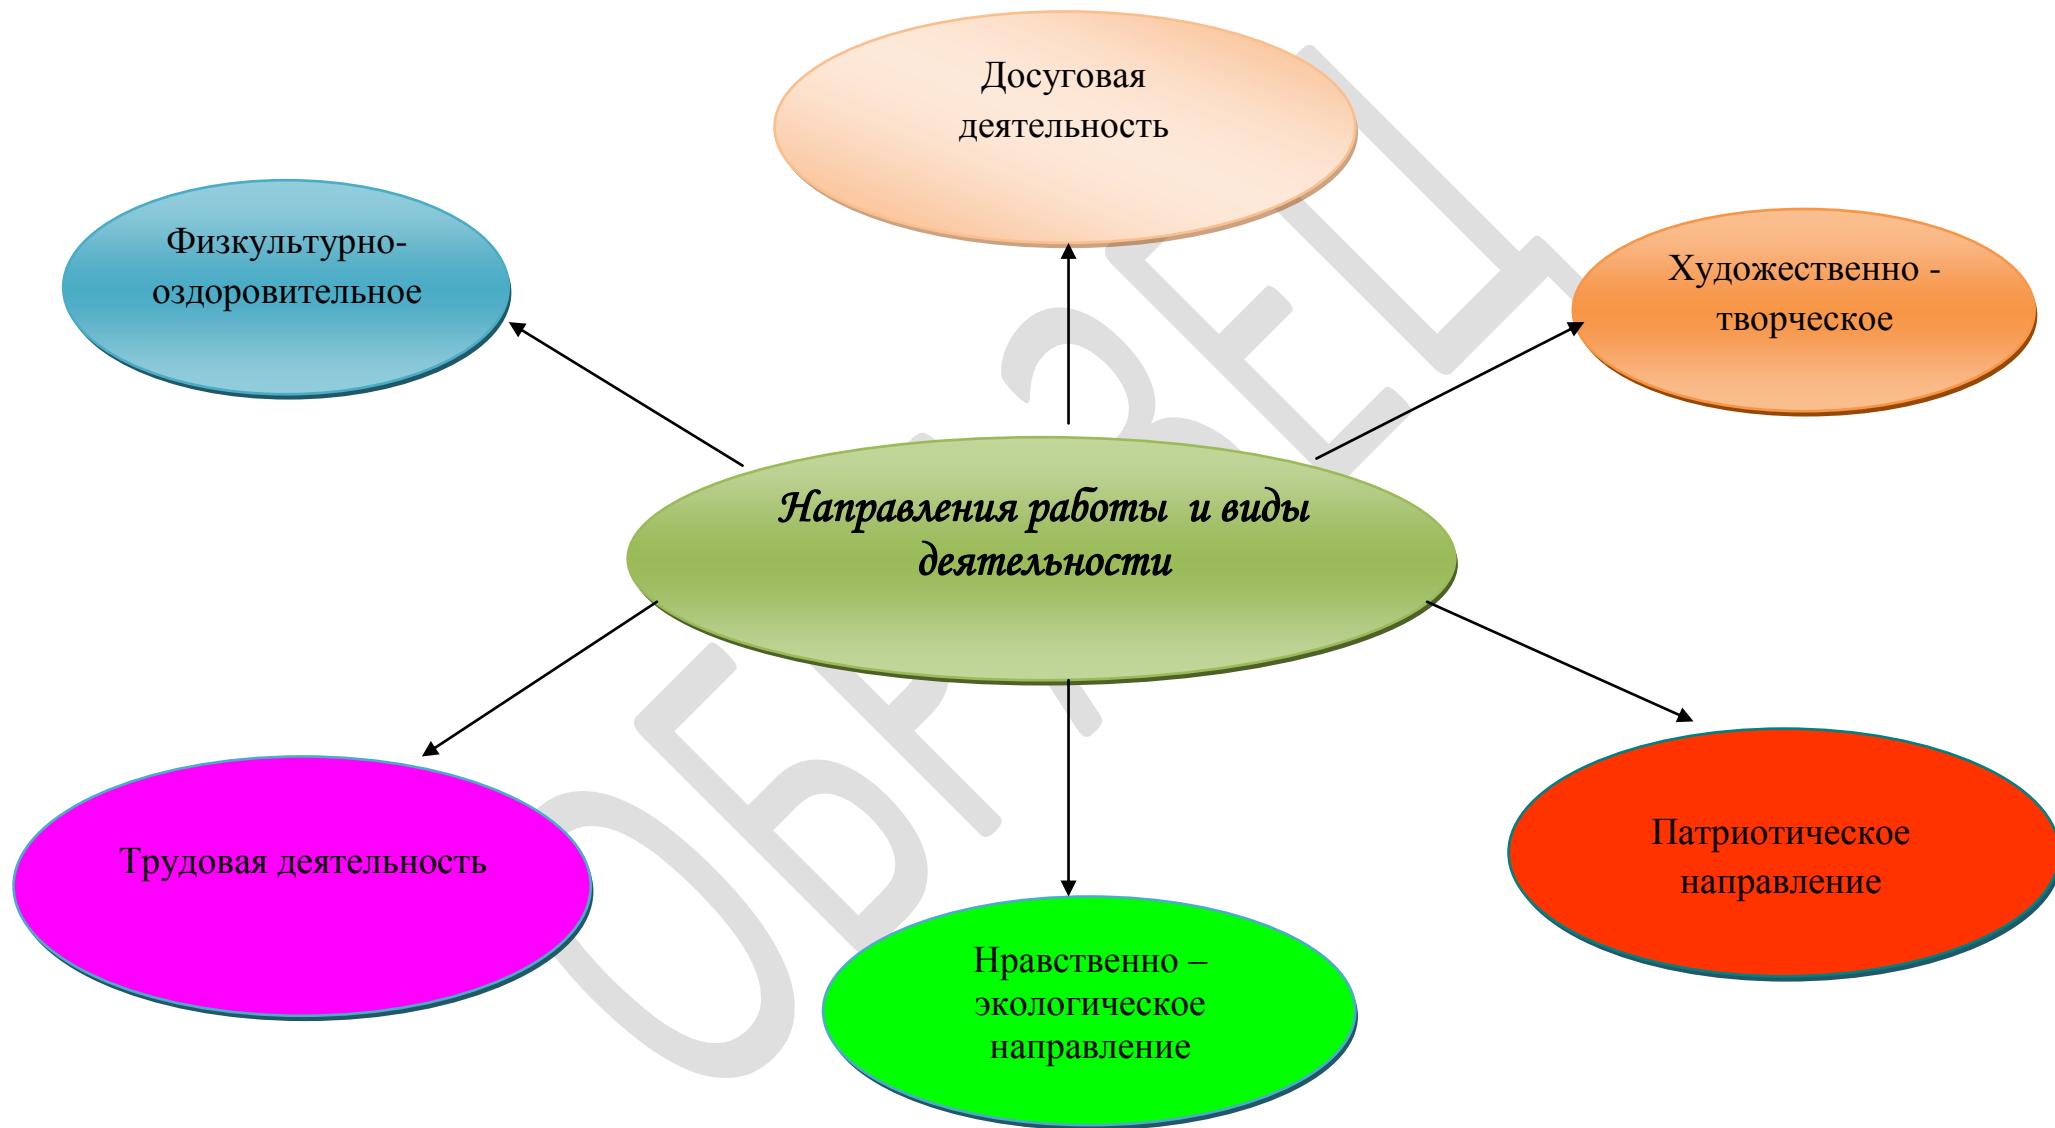 Досуговая
деятельность
Физкультурно-
оздоровительное
Художественно -
творческое
Направления работы  и виды
деятельности
Трудовая деятельность
Патриотическое
направление
Нравственно –
экологическое
направление
ОБРАЗЕЦ